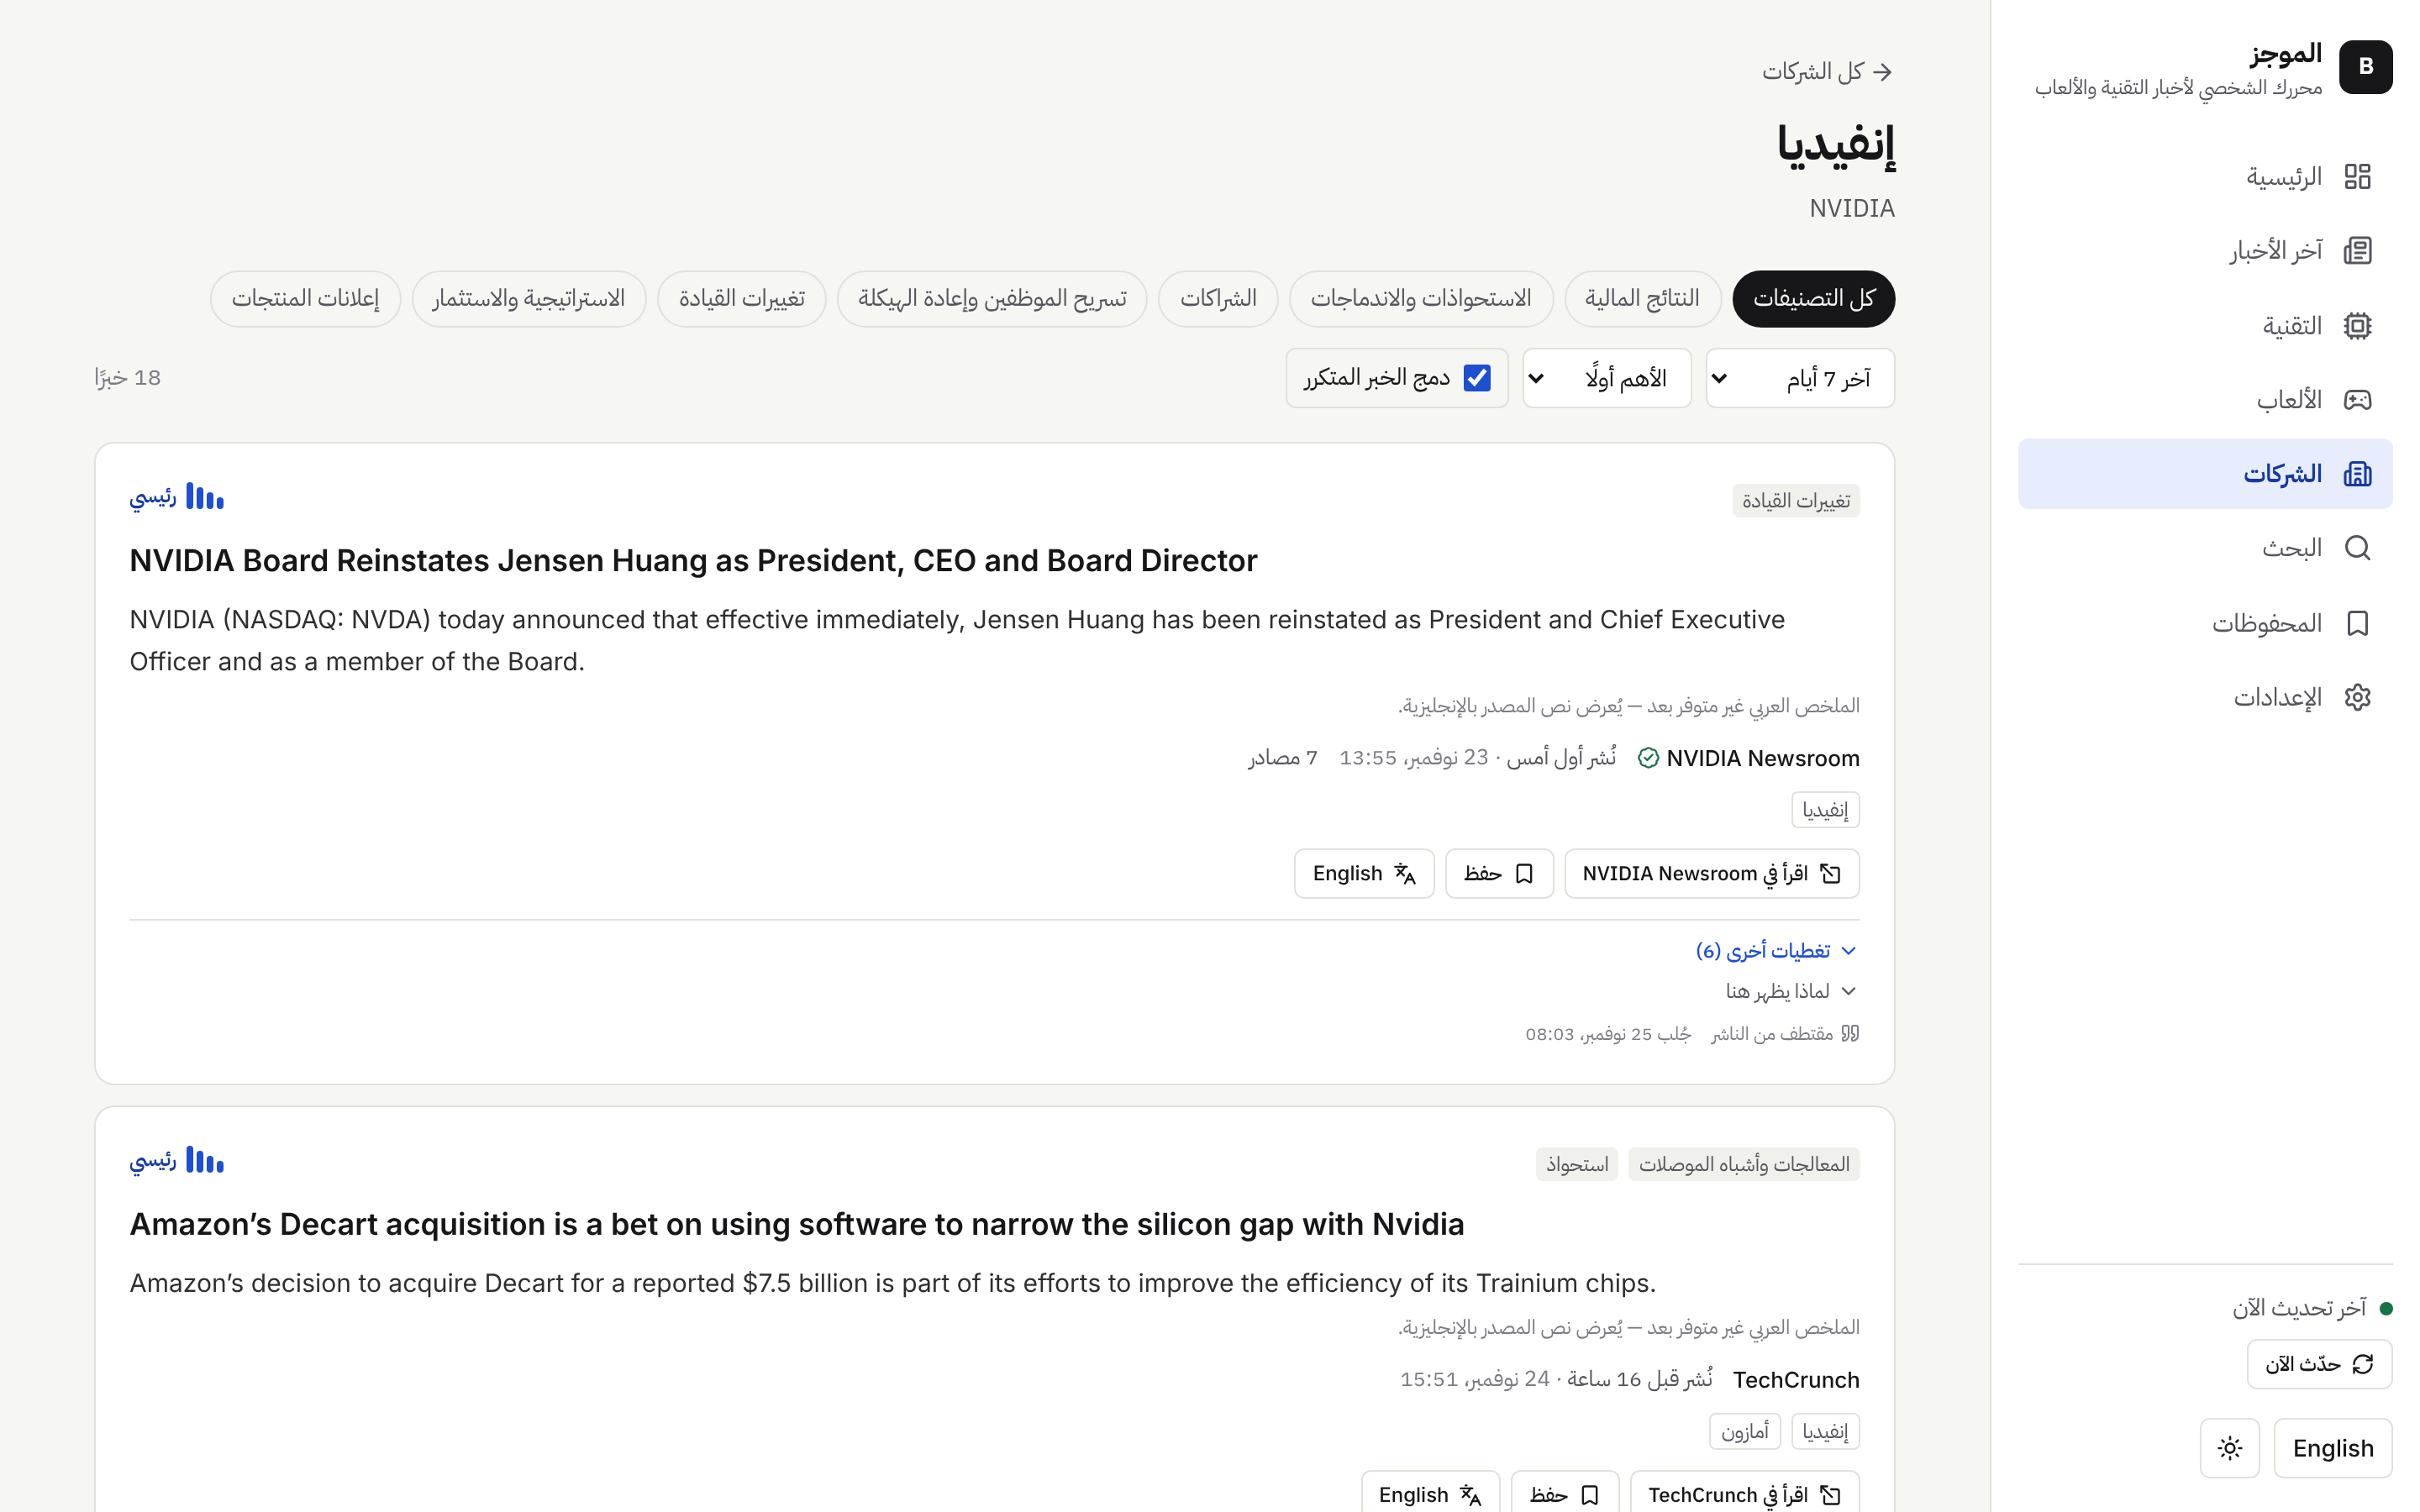 الموجز
محررك الشخصي لأخبار التقنية والألعاب
الرئيسية
آخر الأخبار
التقنية
الألعاب
الشركات
البحث
المحفوظات
الإعدادات
آخر تحديث الآن
حدّث الآن
English
B
كل الشركات
إنفيديا
NVIDIA
كل التصنيفات النتائج المالية الاستحواذات والاندماجات الشراكات تسريح الموظفين وإعادة الهيكلة تغييرات القيادة الاستراتيجية والاستثمار إعلانات المنتجات
آخر 7 أيام الأهم أولًا دمج الخبر المتكرر 18 خبرًا
تغييرات القيادة رئيسي
NVIDIA Board Reinstates Jensen Huang as President, CEO and Board Director
NVIDIA (NASDAQ: NVDA) today announced that effective immediately, Jensen Huang has been reinstated as President and Chief Executive
Officer and as a member of the Board.
الملخص العربي غير متوفر بعد — يُعرض نص المصدر بالإنجليزية.
NVIDIA Newsroom نُشر أول أمس · 23 نوفمبر، 13:55 7 مصادر
إنفيديا
اقرأ في NVIDIA Newsroom حفظ English
تغطيات أخرى (6)
لماذا يظهر هنا
مقتطف من الناشر جُلب 25 نوفمبر، 08:03
المعالجات وأشباه الموصلات استحواذ رئيسي
Amazon’s Decart acquisition is a bet on using software to narrow the silicon gap with Nvidia
Amazon’s decision to acquire Decart for a reported $7.5 billion is part of its efforts to improve the efficiency of its Trainium chips.
الملخص العربي غير متوفر بعد — يُعرض نص المصدر بالإنجليزية.
TechCrunch نُشر قبل 16 ساعة · 24 نوفمبر، 15:51
إنفيديا أمازون
اقرأ في TechCrunch حفظ English